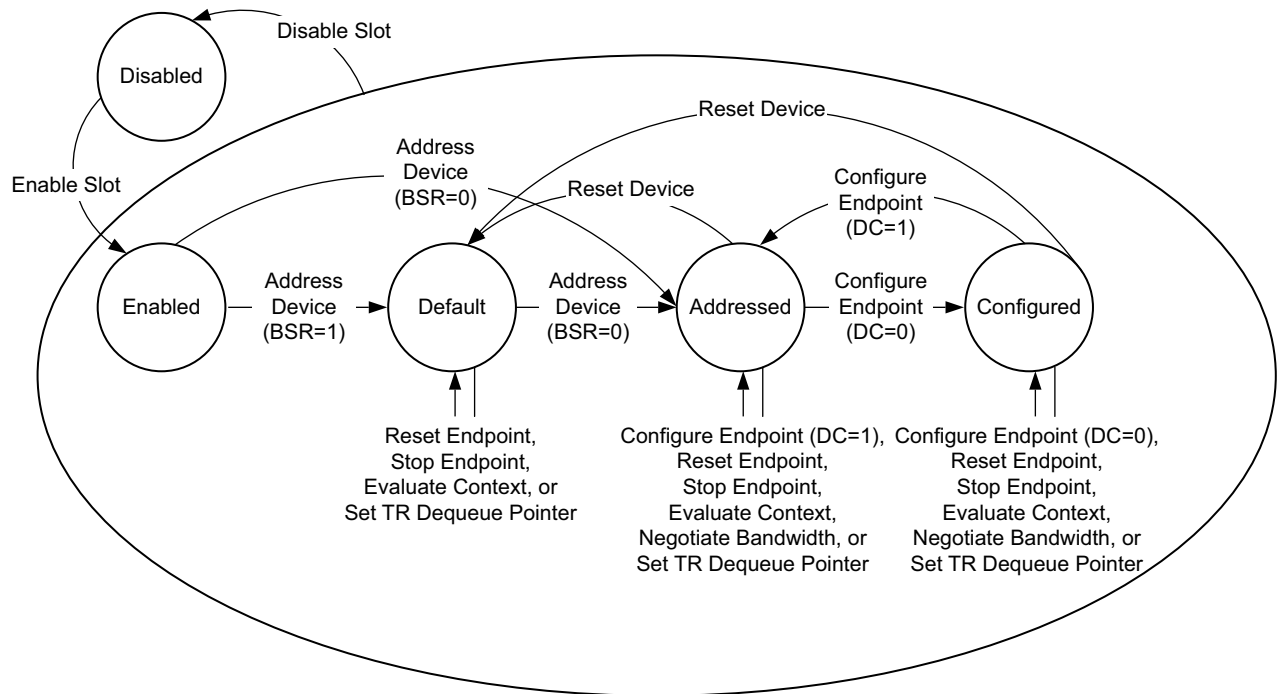 Disable Slot
Disabled
Reset Device
Address
Device
(BSR=0)
Enable Slot
Reset Device
Configure
Endpoint
(DC=1)
Enabled
Address
Device
(BSR=1)
Default
Address
Device
(BSR=0)
Addressed
Configure
Endpoint
(DC=0)
Configured
Reset Endpoint,
Stop Endpoint,
Evaluate Context, or
Set TR Dequeue Pointer
Configure Endpoint (DC=1),
Reset Endpoint,
Stop Endpoint,
Evaluate Context,
Negotiate Bandwidth, or
Set TR Dequeue Pointer
Configure Endpoint (DC=0),
Reset Endpoint,
Stop Endpoint,
Evaluate Context,
Negotiate Bandwidth, or
Set TR Dequeue Pointer